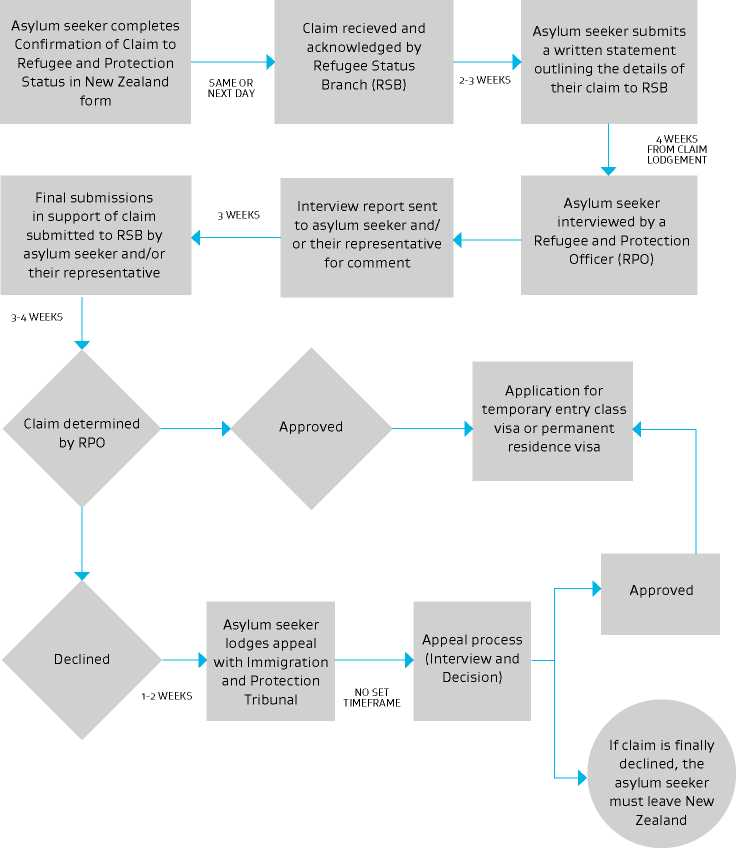 Asylum seeker completes
Confirmation of Claim to
Refugee and Protection
Status in New Zealand
form
SAME OR
NEXT DAY
Claim recieved and
acknowledged by
Refugee Status
Branch (RSB)
2-3 WEEKS
Asylum seeker submits
a written statement
outlining the details of
their claim to RSB
4 WEEKS
FROM CLAIM
LODGEMENT
Asylum seeker
interviewed by a
Refugee and Protection
Officer (RPO)
Interview report sent
to asylum seeker and/
or their representative
for comment
3 WEEKS
Final submissions
in support of claim
submitted to RSB by
asylum seeker and/or
their representative
3-4 WEEKS
Claim determined
by RPO
Approved
Application for
temporary entry class
visa or permanent
residence visa
Declined
1-2 WEEKS
Asylum seeker
lodges appeal
with Immigration
and Protection
Tribunal
NO SET
TIMEFRAME
Appeal process
(Interview and
Decision)
Approved
If claim is finally
declined, the
asylum seeker
must leave New
Zealand